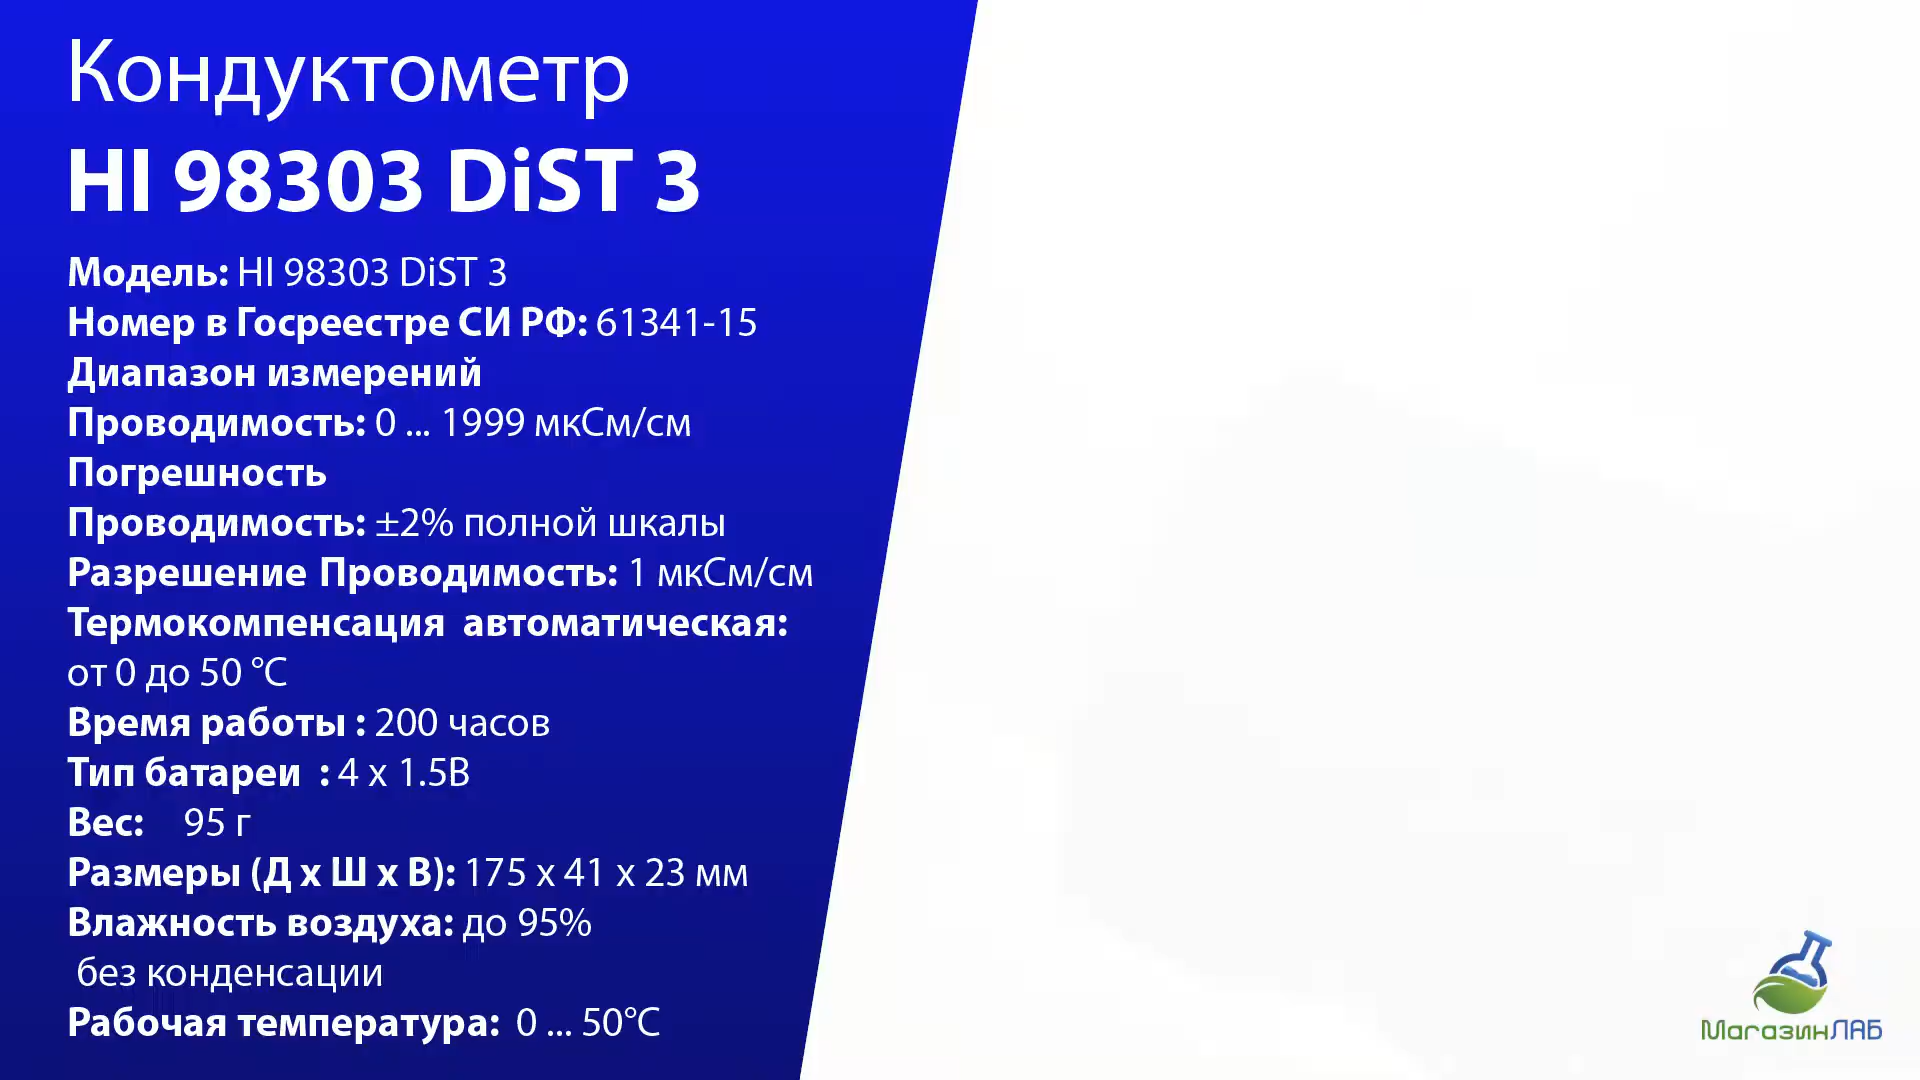 Кондуктометр
HI 98303 DiST 3
Модель: HI 98303 DiST 3
Номер в Госреестре СИ РФ: 61341-15
Диапазон измерений
Проводимость: 0 ... 1999 мкСм/см
Погрешность
Проводимость: ±2% полной шкалы
Разрешение Проводимость: 1 мкСм/см
Термокомпенсация автоматическая:
от 0 до 50 °C
Время работы : 200 часов
Тип батареи : 4 x 1.5В
Вес: 95 г
Размеры (Д х Ш х В): 175 x 41 x 23 мм
Влажность воздуха: до 95%
без конденсации
Рабочая температура: 0 ... 50°C
МагазинЛАБ